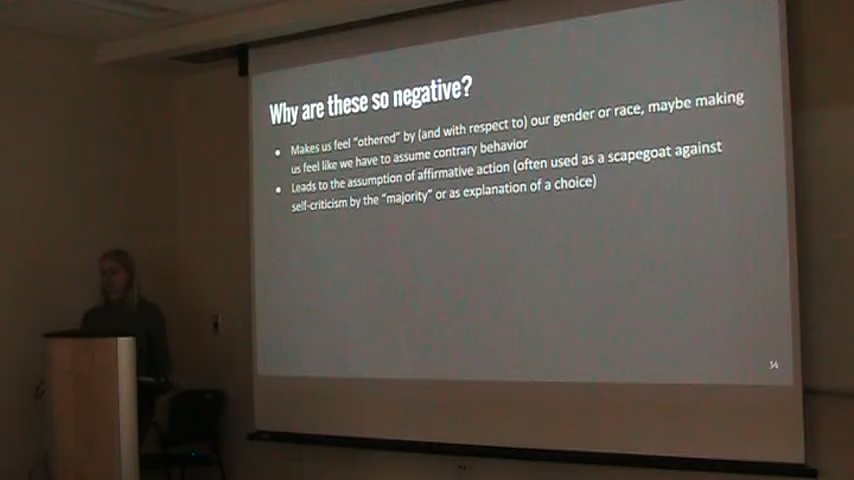 Why are these so negative?
• Makes us feel "othered" by (and with respect to) our gender or race, maybe making
us feel like we have to assume contrary behavior
• Leads to the assumption of affirmative action (often used as a scapegoat against
self-criticism by the "majority" or as explanation of a choice)
14